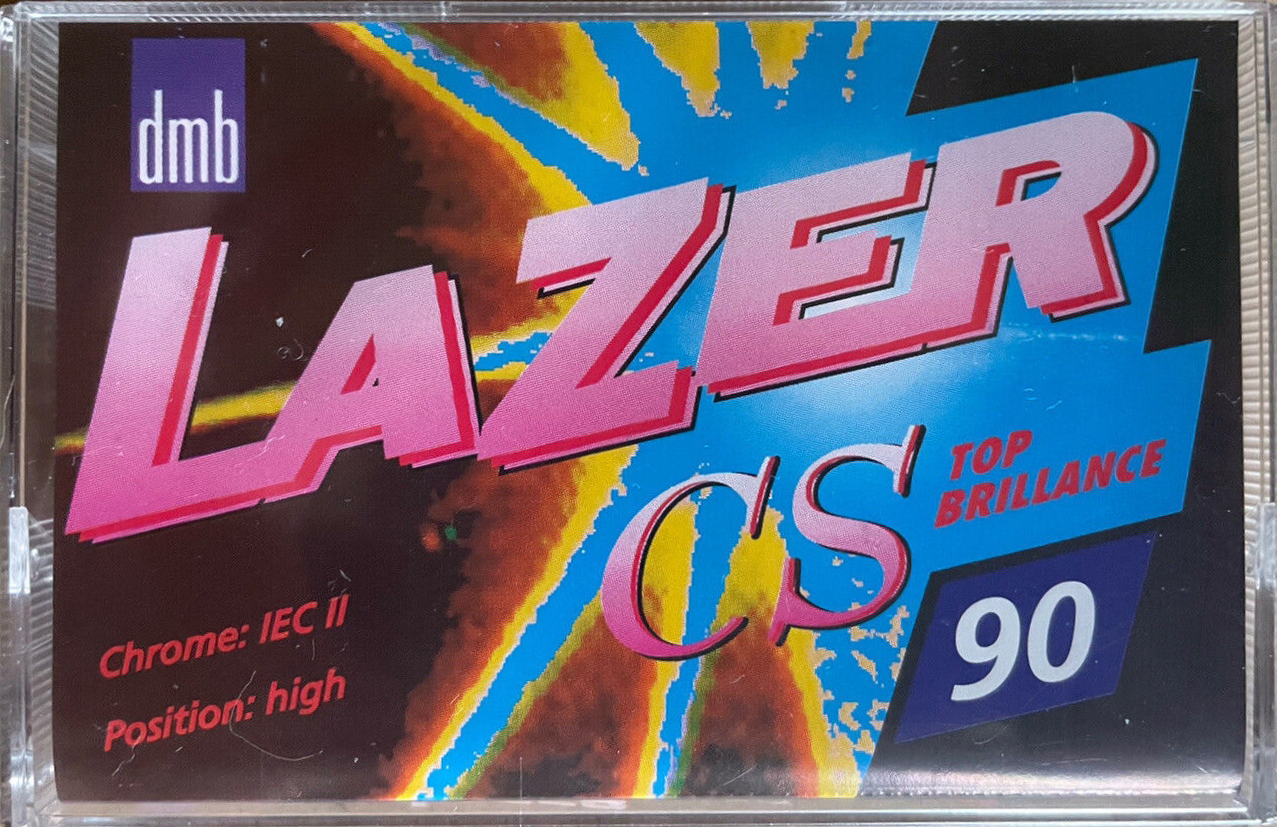 dmb
LAZER
CS
TOP
BRILLANCE
90
Chrome: IEC II
Position: high